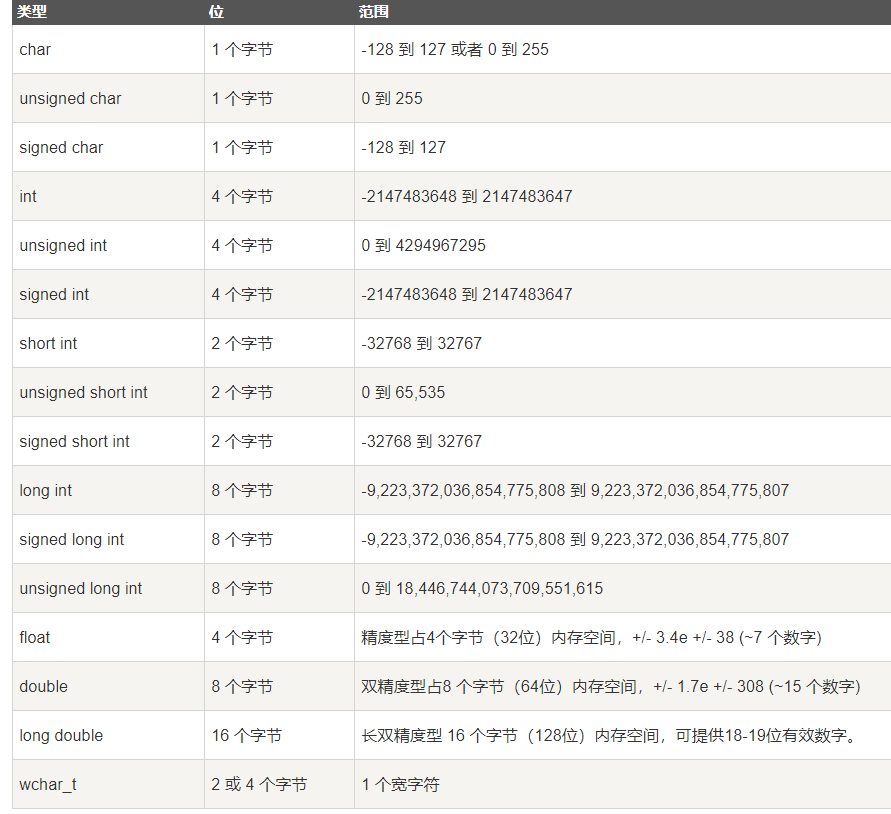 类型 位 范围
char 1 个字节 -128 到 127 或者 0 到 255
unsigned char 1 个字节 0 到 255
signed char 1 个字节 -128 到 127
int 4 个字节 -2147483648 到 2147483647
unsigned int 4 个字节 0 到 4294967295
signed int 4 个字节 -2147483648 到 2147483647
short int 2 个字节 -32768 到 32767
unsigned short int 2 个字节 0 到 65,535
signed short int 2 个字节 -32768 到 32767
long int 8 个字节 -9,223,372,036,854,775,808 到 9,223,372,036,854,775,807
signed long int 8 个字节 -9,223,372,036,854,775,808 到 9,223,372,036,854,775,807
unsigned long int 8 个字节 0 到 18,446,744,073,709,551,615
float 4 个字节 精度型占4个字节（32位）内存空间，+/- 3.4e +/- 38 (~7 个数字)
double 8 个字节 双精度型占8 个字节（64位）内存空间，+/- 1.7e +/- 308 (~15 个数字)
long double 16 个字节 长双精度型 16 个字节（128位）内存空间，可提供18-19位有效数字。
wchar_t 2 或 4 个字节 1 个宽字符